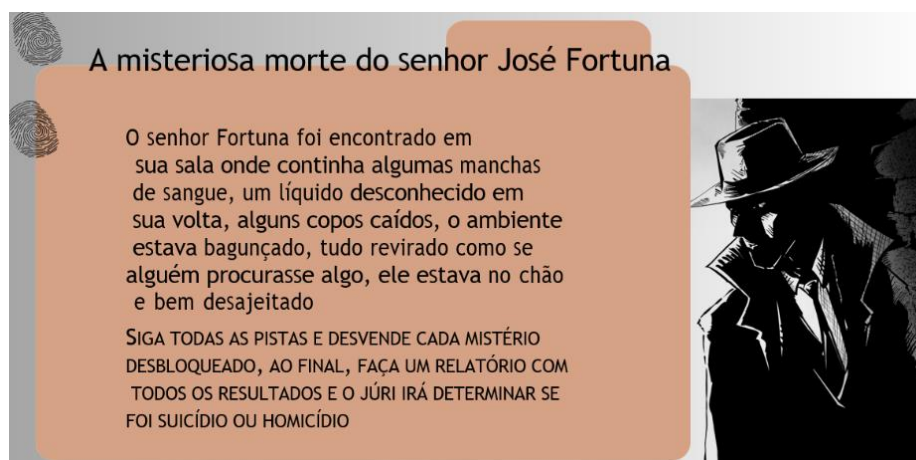 A misteriosa morte do senhor José Fortuna
O senhor Fortuna foi encontrado em
sua sala onde continha algumas manchas
de sangue, um líquido desconhecido em
sua volta, alguns copos caídos, o ambiente
estava bagunçado, tudo revirado como se
alguém procurasse algo, ele estava no chão
e bem desajeitado
SIGA TODAS AS PISTAS E DESVENDE CADA MISTÉRIO
DESBLOQUEADO, AO FINAL, FAÇA UM RELATÓRIO COM
TODOS OS RESULTADOS E O JÚRI IRÁ DETERMINAR SE
FOI SUICÍDIO OU HOMICÍDIO